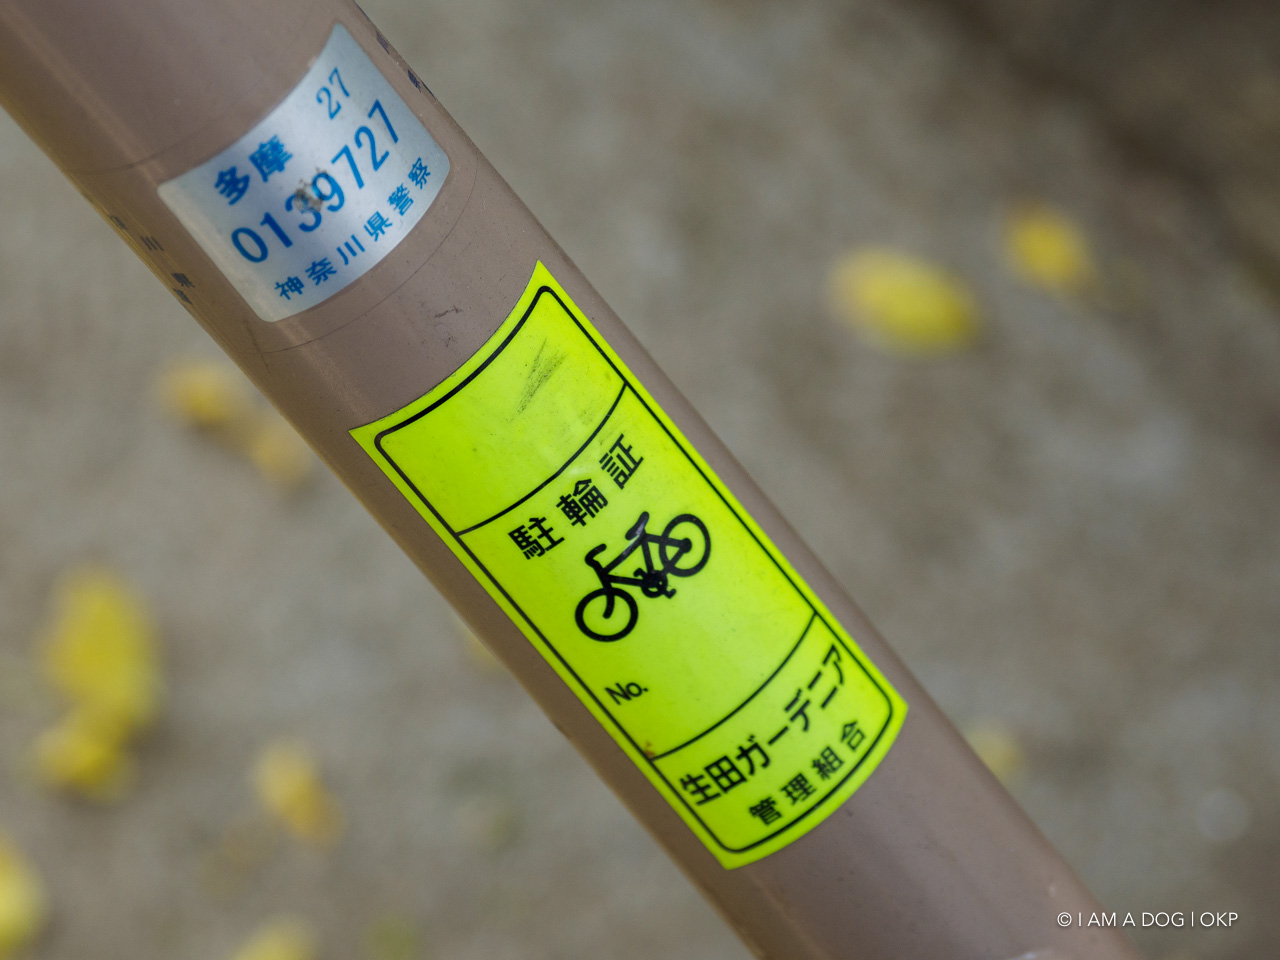 多摩 27
0139727
神奈川県警察
駐輪証
No.
生田ガーデニア
管理組合
© I AM A DOG | OKP